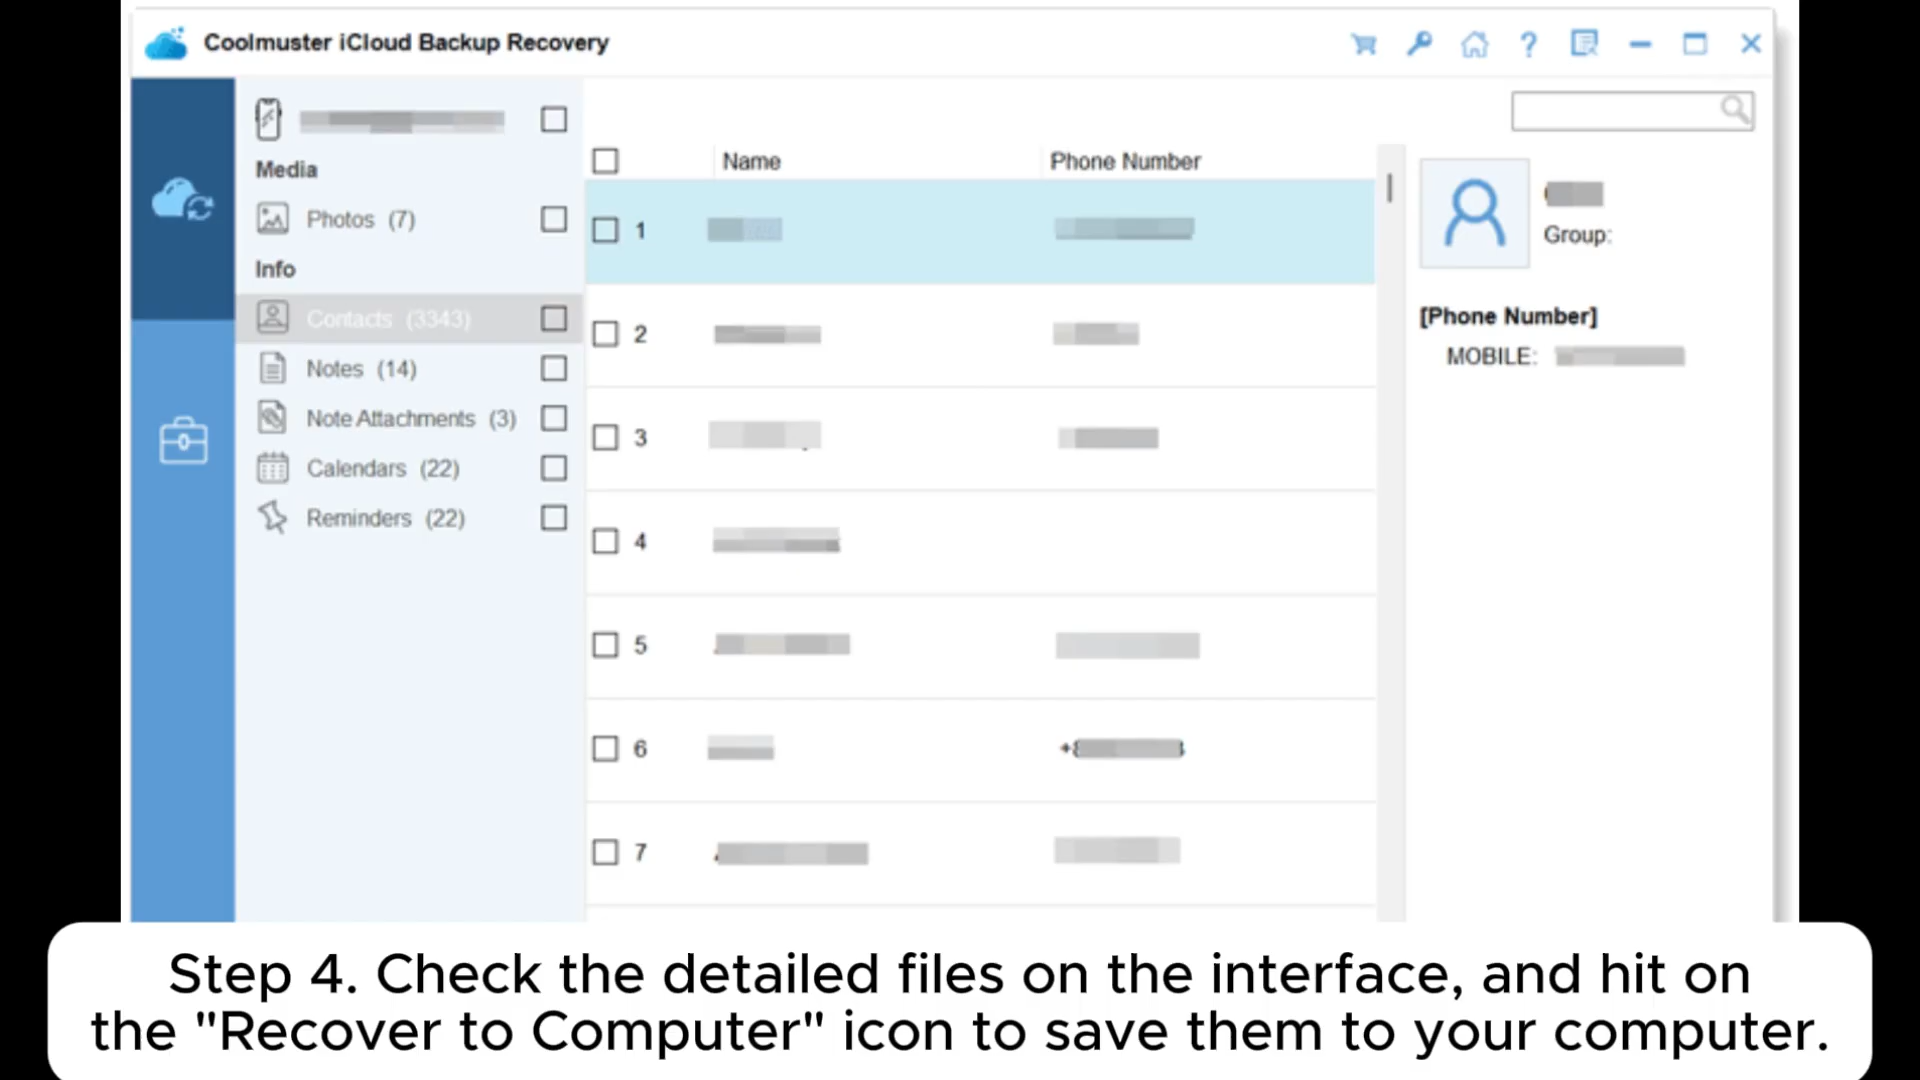 Coolmuster iCloud Backup Recovery
Media
Photos (7)
Info
Contacts (3343)
Notes (14)
Note Attachments (3)
Calendars (22)
Reminders (22)
Name Phone Number
1
2
3
4
5
6
7
Group:
[Phone Number]
MOBILE:
Step 4. Check the detailed files on the interface, and hit on
the "Recover to Computer" icon to save them to your computer.